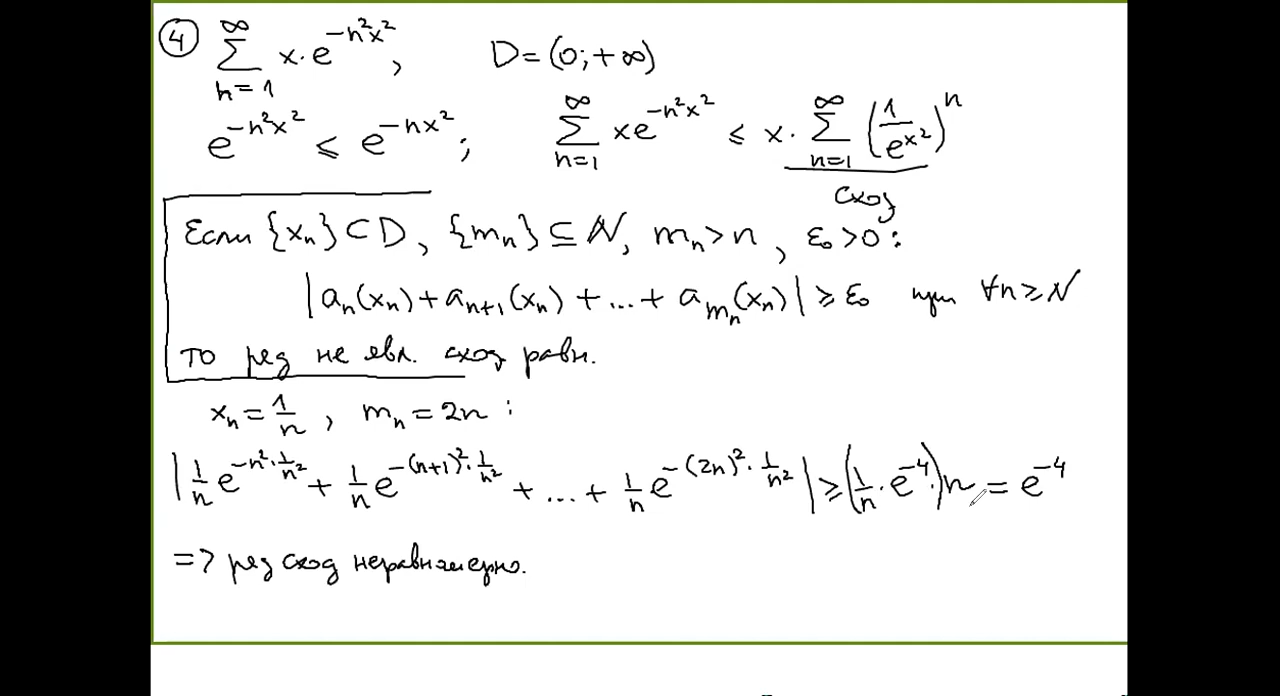 ④ ∑_{n=1}^{∞} x·e^{-n²x²}, D=(0;+∞)
e^{-n²x²} ⩽ e^{-nx²}; ∑_{n=1}^{∞} xe^{-n²x²} ⩽ x·∑_{n=1}^{∞} (1/e^{x²})^n
сход
Если {x_n}⊂D, {m_n}⊆N, m_n>n, ε₀>0:
|a_n(x_n)+a_{n+1}(x_n)+...+a_{m_n}(x_n)|⩾ε₀ при ∀n⩾N
то ряд не явл. сход равн.
x_n=1/n, m_n=2n:
|1/n e^{-n²·1/n²} + 1/n e^{-(n+1)²·1/n²} + ... + 1/n e^{-(2n)²·1/n²}| ⩾ (1/n·e^{-4})·n = e^{-4}
=> ряд сход неравномерно.